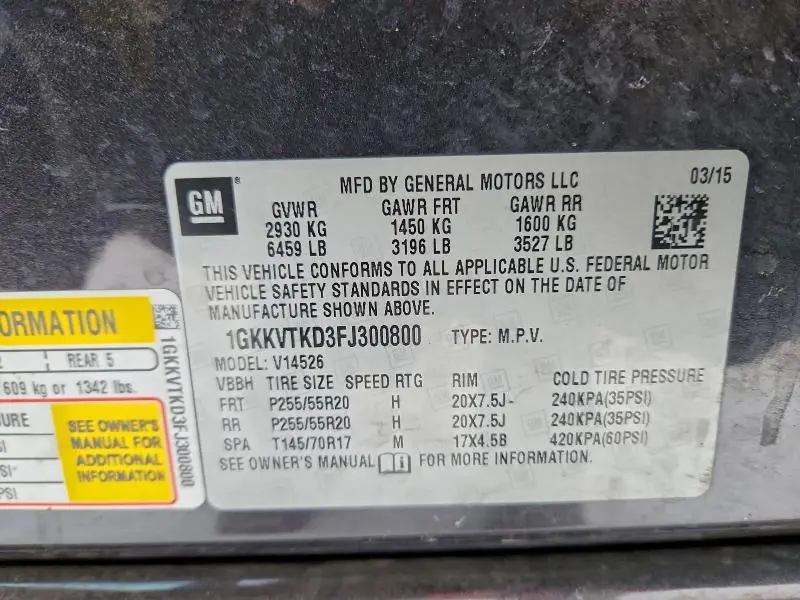 GM
MFD BY GENERAL MOTORS LLC
03/15
GVWR GAWR FRT GAWR RR
2930 KG 1450 KG 1600 KG
6459 LB 3196 LB 3527 LB
THIS VEHICLE CONFORMS TO ALL APPLICABLE U.S. FEDERAL MOTOR
VEHICLE SAFETY STANDARDS IN EFFECT ON THE DATE OF
MANUFACTURE SHOWN ABOVE.
1GKKVTKD3FJ300800 TYPE: M.P.V.
MODEL: V14526
VBBH TIRE SIZE SPEED RTG RIM COLD TIRE PRESSURE
FRT P255/55R20 H 20X7.5J 240KPA(35PSI)
RR P255/55R20 H 20X7.5J 240KPA(35PSI)
SPA T145/70R17 M 17X4.5B 420KPA(60PSI)
SEE OWNER'S MANUAL FOR MORE INFORMATION.
ORMATION
2 REAR 5
609 kg or 1342 lbs.
URE
SI
SI
PSI
SEE OWNER'S
MANUAL FOR
ADDITIONAL
INFORMATION
1GKKVTKD3FJ300800